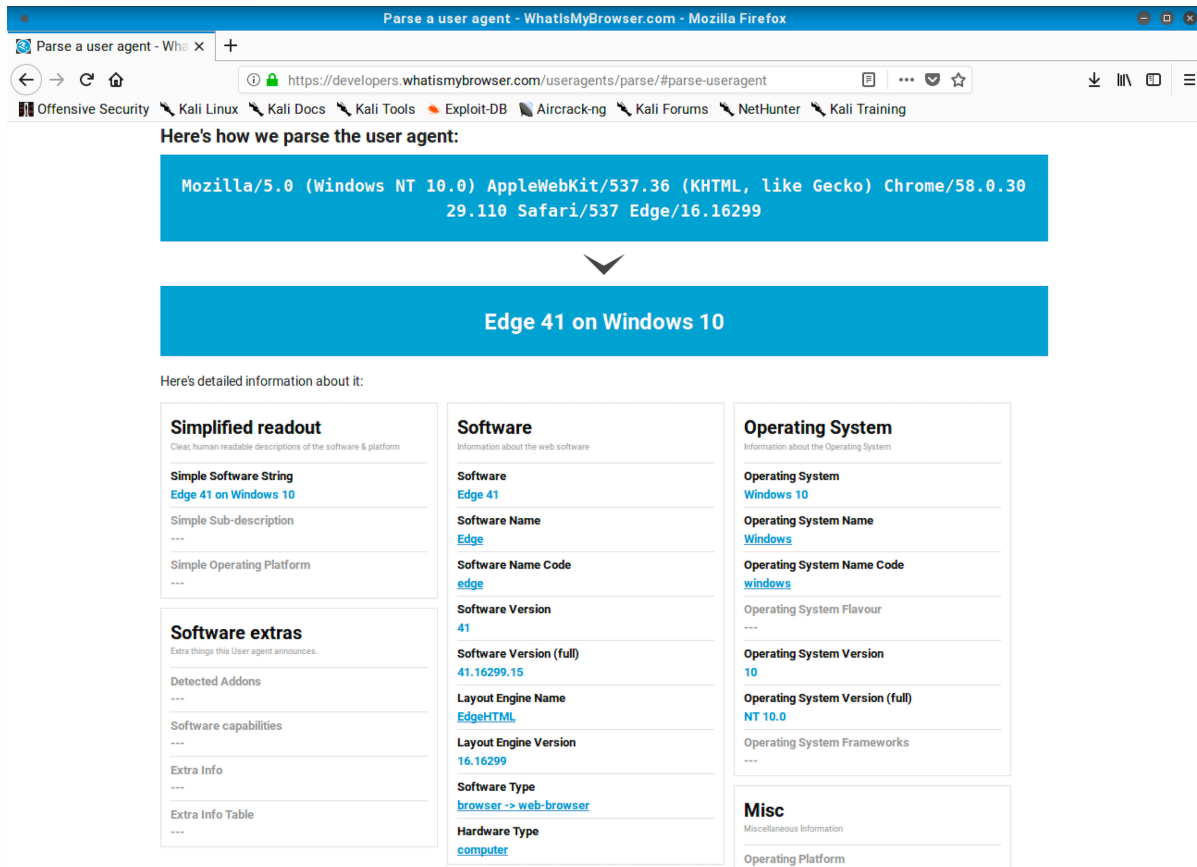 Parse a user agent - WhatIsMyBrowser.com - Mozilla Firefox
Parse a user agent - Wha
https://developers.whatismybrowser.com/useragents/parse/#parse-useragent
Offensive Security Kali Linux Kali Docs Kali Tools Exploit-DB Aircrack-ng Kali Forums NetHunter Kali Training
Here's how we parse the user agent:
Mozilla/5.0 (Windows NT 10.0) AppleWebKit/537.36 (KHTML, like Gecko) Chrome/58.0.30
29.110 Safari/537 Edge/16.16299
Edge 41 on Windows 10
Here's detailed information about it:
Simplified readout
Clear, human readable descriptions of the software & platform
Simple Software String
Edge 41 on Windows 10
Simple Sub-description
---
Simple Operating Platform
---
Software extras
Extra things this User agent announces.
Detected Addons
---
Software capabilities
---
Extra Info
---
Extra Info Table
---
Software
Information about the web software
Software
Edge 41
Software Name
Edge
Software Name Code
edge
Software Version
41
Software Version (full)
41.16299.15
Layout Engine Name
EdgeHTML
Layout Engine Version
16.16299
Software Type
browser -> web-browser
Hardware Type
computer
Operating System
Information about the Operating System
Operating System
Windows 10
Operating System Name
Windows
Operating System Name Code
windows
Operating System Flavour
---
Operating System Version
10
Operating System Version (full)
NT 10.0
Operating System Frameworks
---
Misc
Miscellaneous Information
Operating Platform